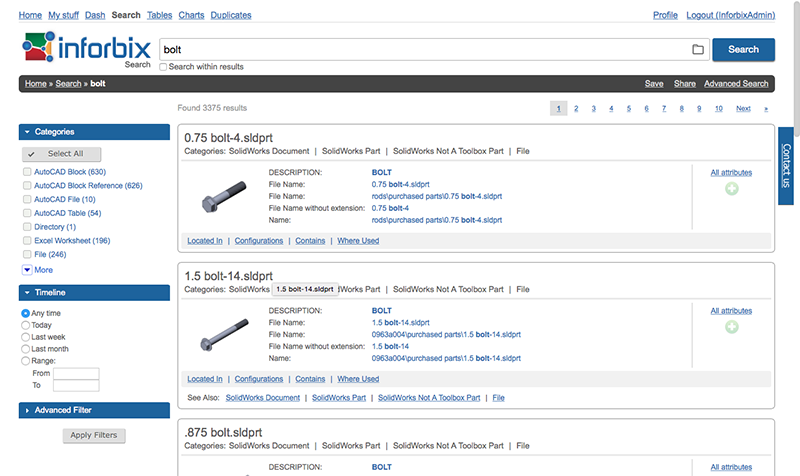 Home My stuff Dash Search Tables Charts Duplicates
Profile Logout (InforbixAdmin)
inforbix
Search
bolt
Search
Search within results
Home » Search » bolt
Save Share Advanced Search
Found 3375 results
1 2 3 4 5 6 7 8 9 10 Next »
Categories
Select All
AutoCAD Block (630)
AutoCAD Block Reference (626)
AutoCAD File (10)
AutoCAD Table (54)
Directory (1)
Excel Worksheet (196)
File (246)
More
Timeline
Any time
Today
Last week
Last month
Range:
From
To
Advanced Filter
Apply Filters
0.75 bolt-4.sldprt
Categories: SolidWorks Document | SolidWorks Part | SolidWorks Not A Toolbox Part | File
DESCRIPTION: BOLT
File Name: 0.75 bolt-4.sldprt
File Name: rods\purchased parts\0.75 bolt-4.sldprt
File Name without extension: 0.75 bolt-4
Name: rods\purchased parts\0.75 bolt-4.sldprt
All attributes
Located In | Configurations | Contains | Where Used
1.5 bolt-14.sldprt
Categories: SolidWorks 1.5 bolt-14.sldprt Works Part | SolidWorks Not A Toolbox Part | File
DESCRIPTION: BOLT
File Name: 1.5 bolt-14.sldprt
File Name: 0963a004\purchased parts\1.5 bolt-14.sldprt
File Name without extension: 1.5 bolt-14
Name: 0963a004\purchased parts\1.5 bolt-14.sldprt
All attributes
Located In | Configurations | Contains | Where Used
See Also: SolidWorks Document | SolidWorks Part | SolidWorks Not A Toolbox Part | File
.875 bolt.sldprt
Categories: SolidWorks Document | SolidWorks Part | SolidWorks Not A Toolbox Part | File
DESCRIPTION: BOLT
All attributes
Contact us